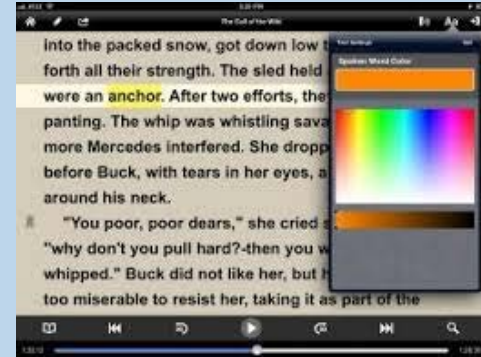 The Call of the Wild
Aa
Text Settings
Spoken Word Color
into the packed snow, got down low t
forth all their strength. The sled held
were an anchor. After two efforts, the
panting. The whip was whistling sava
more Mercedes interfered. She dropp
before Buck, with tears in her eyes, a
around his neck.
"You poor, poor dears," she cried s
"why don't you pull hard?-then you w
whipped." Buck did not like her, but h
too miserable to resist her, taking it as part of the